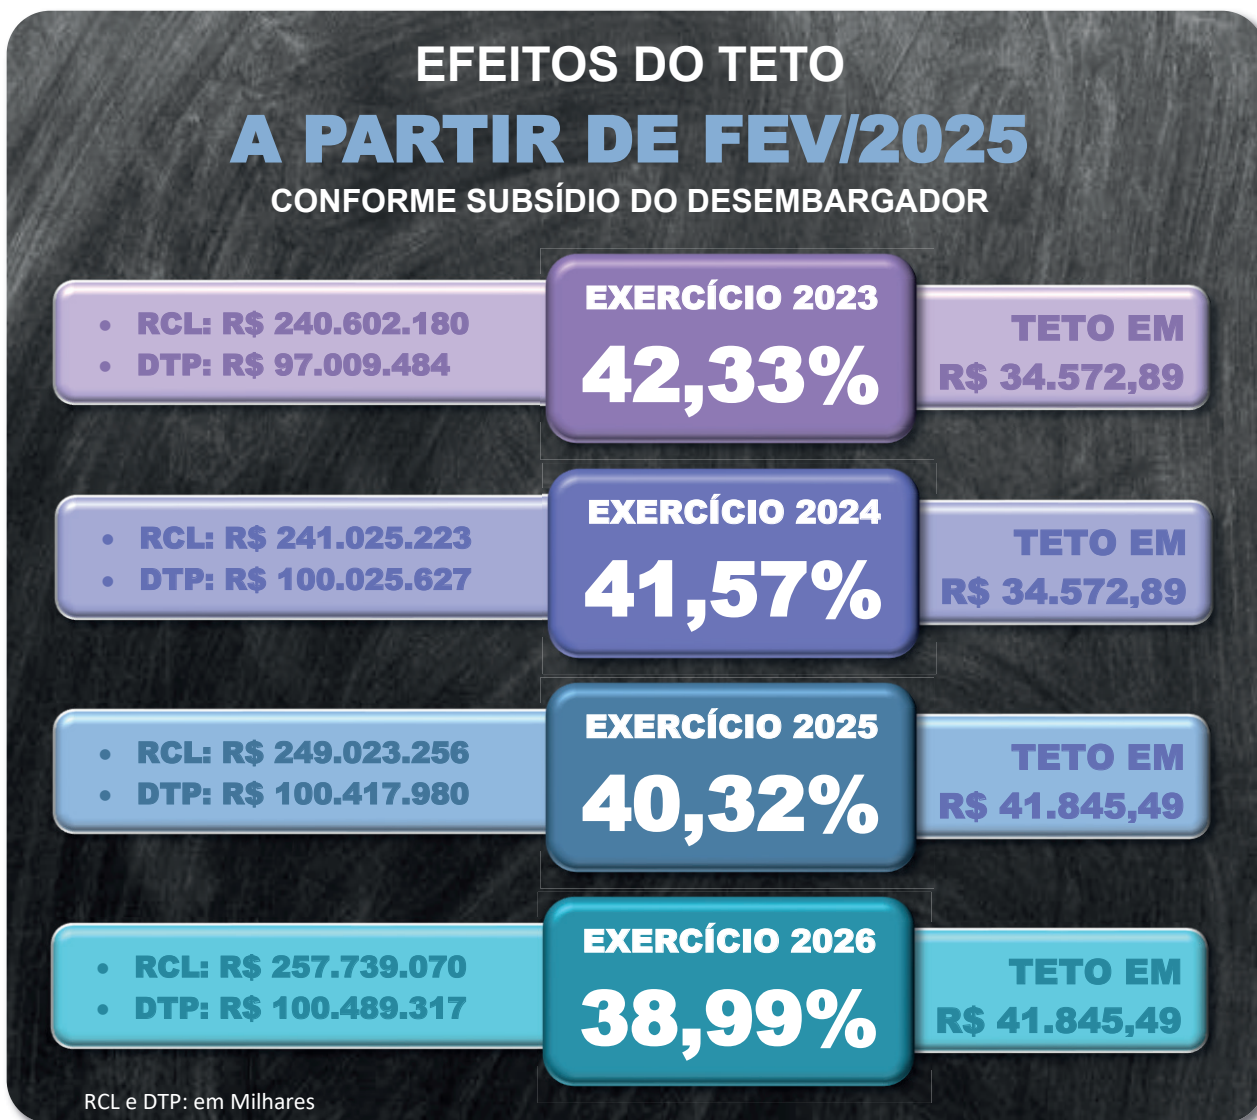 EFEITOS DO TETO
A PARTIR DE FEV/2025
CONFORME SUBSÍDIO DO DESEMBARGADOR
• RCL: R$ 240.602.180
• DTP: R$ 97.009.484
EXERCÍCIO 2023
42,33%
TETO EM
R$ 34.572,89
• RCL: R$ 241.025.223
• DTP: R$ 100.025.627
EXERCÍCIO 2024
41,57%
TETO EM
R$ 34.572,89
• RCL: R$ 249.023.256
• DTP: R$ 100.417.980
EXERCÍCIO 2025
40,32%
TETO EM
R$ 41.845,49
• RCL: R$ 257.739.070
• DTP: R$ 100.489.317
EXERCÍCIO 2026
38,99%
TETO EM
R$ 41.845,49
RCL e DTP: em Milhares